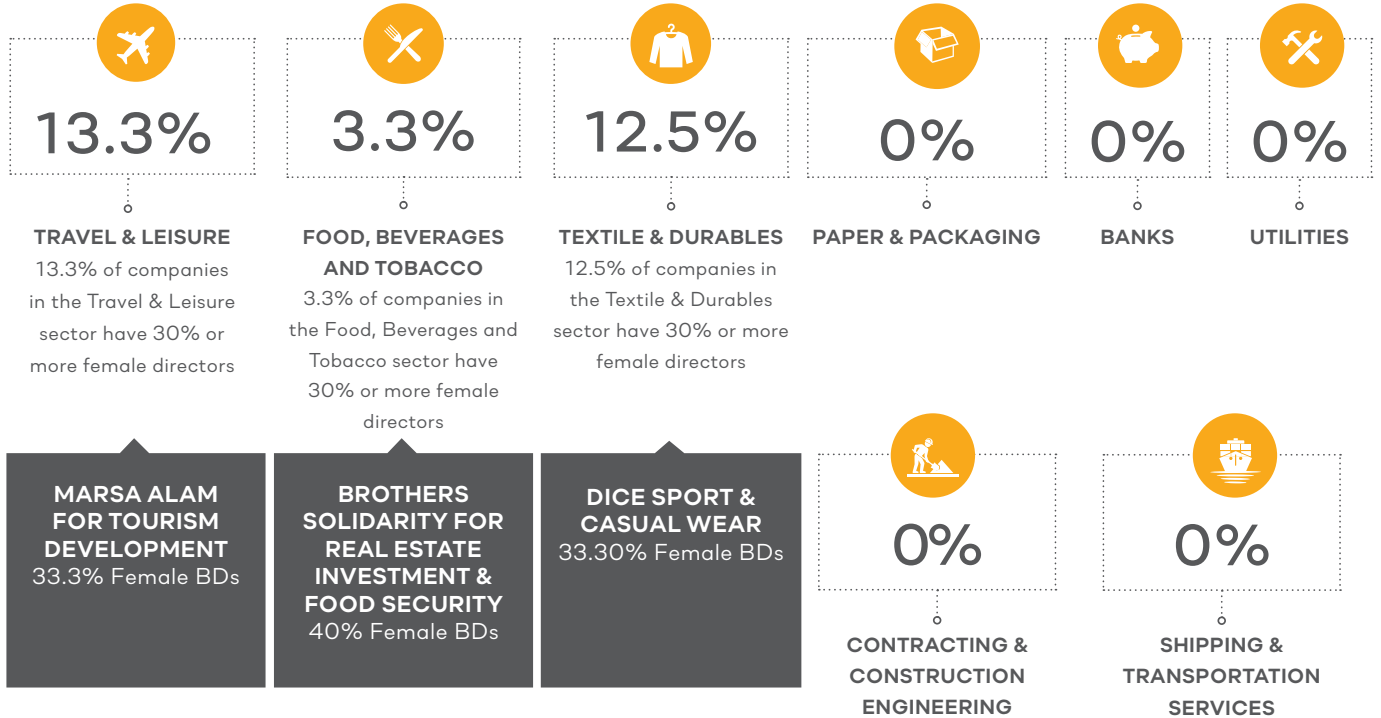 13.3%
TRAVEL & LEISURE
13.3% of companies
in the Travel & Leisure
sector have 30% or
more female directors
MARSA ALAM
FOR TOURISM
DEVELOPMENT
33.3% Female BDs
3.3%
FOOD, BEVERAGES
AND TOBACCO
3.3% of companies in
the Food, Beverages and
Tobacco sector have
30% or more female
directors
BROTHERS
SOLIDARITY FOR
REAL ESTATE
INVESTMENT &
FOOD SECURITY
40% Female BDs
12.5%
TEXTILE & DURABLES
12.5% of companies in
the Textile & Durables
sector have 30% or more
female directors
DICE SPORT &
CASUAL WEAR
33.30% Female BDs
0%
PAPER & PACKAGING
0%
BANKS
0%
UTILITIES
0%
CONTRACTING &
CONSTRUCTION
ENGINEERING
0%
SHIPPING &
TRANSPORTATION
SERVICES